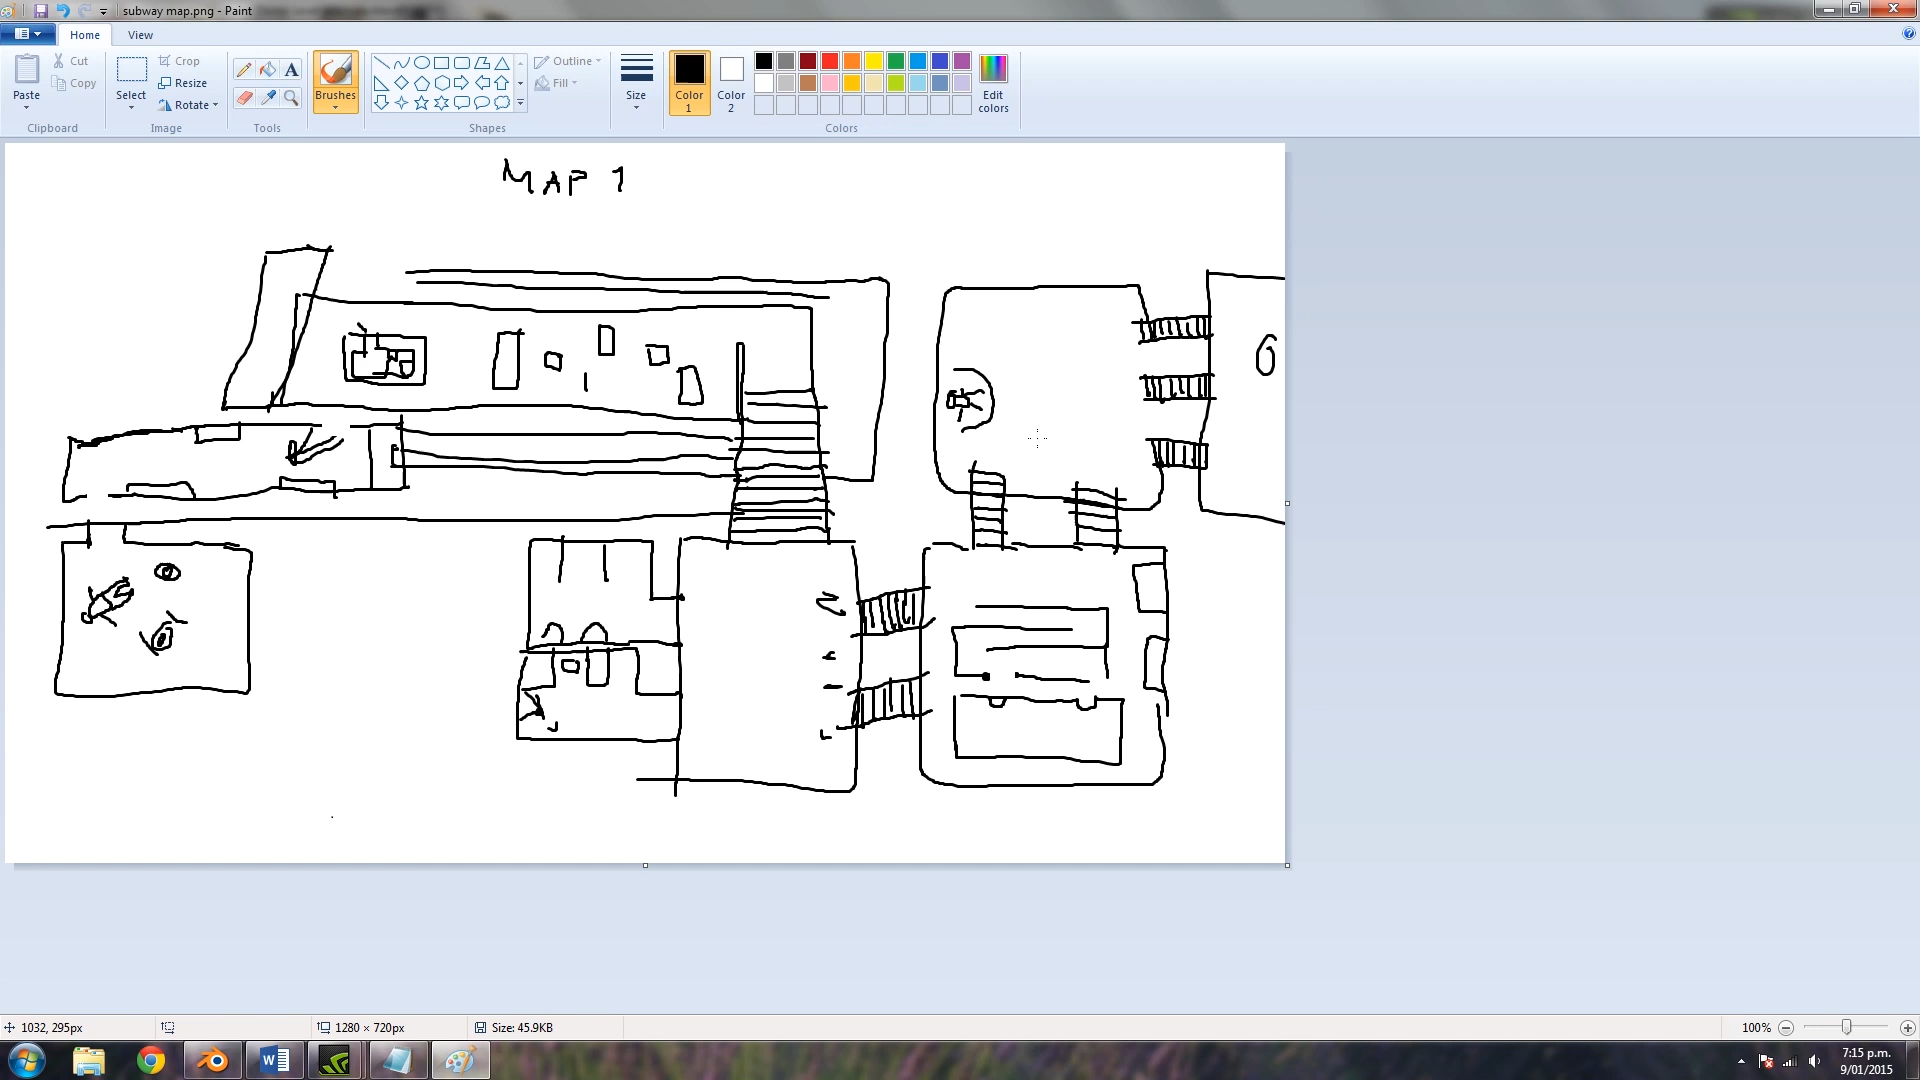 subway map.png - Paint
Home View
Paste
Cut
Copy
Clipboard
Select
Crop
Resize
Rotate
Image
A
Tools
Brushes
Shapes
Outline
Fill
Size
Color 1
Color 2
Edit colors
Colors
MAP 1
1032, 295px
1280 × 720px
Size: 45.9KB
100%
7:15 p.m.
9/01/2015